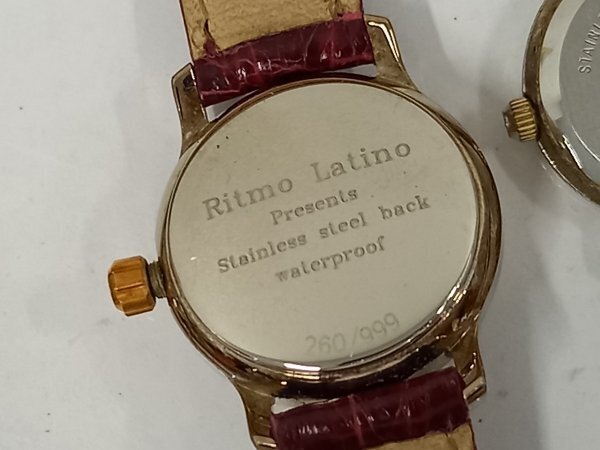 Ritmo Latino
Presents
Stainless steel back
waterproof
260/999